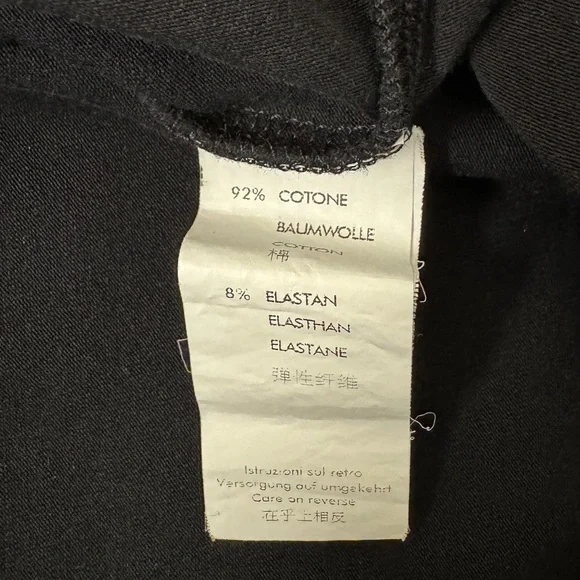 92% COTONE
BAUMWOLLE
COTTON
棉
8% ELASTAN
ELASTHAN
ELASTANE
弹性纤维
Istruzioni sul retro
Versorgung auf umgekehrt
Care on reverse
在乎上相反